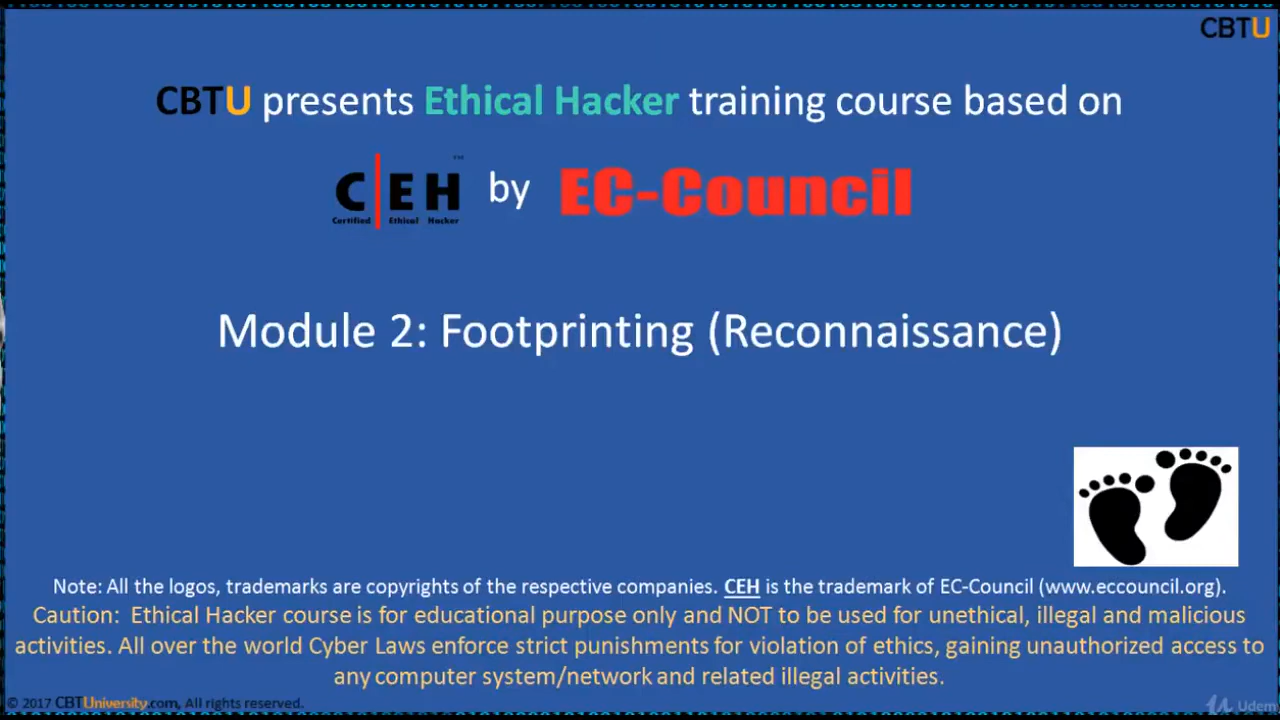 CBTU
CBTU presents Ethical Hacker training course based on
C|EH™ by EC-Council
Certified Ethical Hacker
Module 2: Footprinting (Reconnaissance)
Note: All the logos, trademarks are copyrights of the respective companies. CEH is the trademark of EC-Council (www.eccouncil.org).
Caution: Ethical Hacker course is for educational purpose only and NOT to be used for unethical, illegal and malicious
activities. All over the world Cyber Laws enforce strict punishments for violation of ethics, gaining unauthorized access to
any computer system/network and related illegal activities.
© 2017 CBTUniversity.com, All rights reserved.